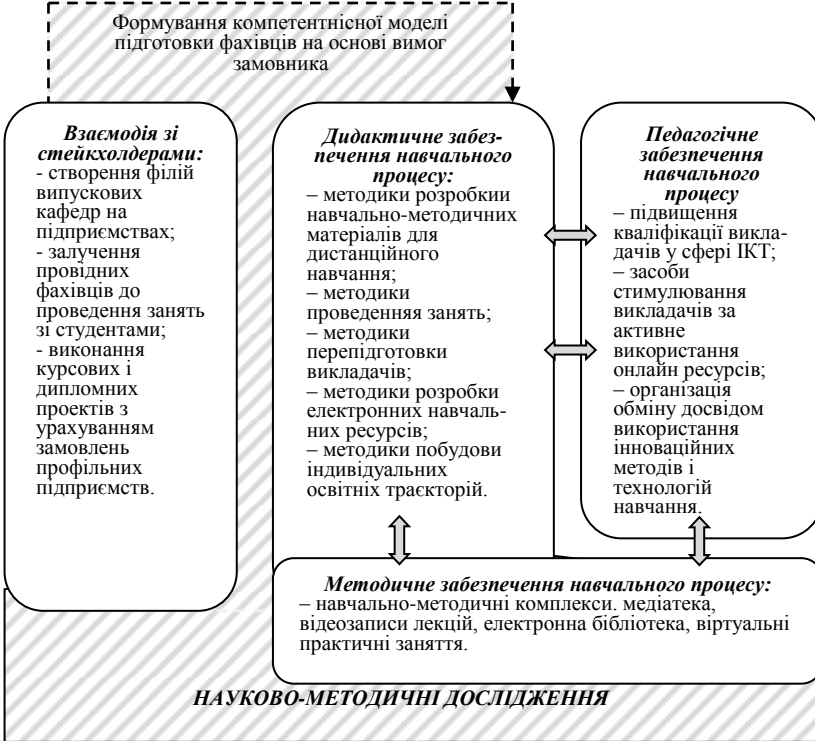 Формування компетентнісної моделі
підготовки фахівців на основі вимог
замовника
Взаємодія зі
стейкхолдерами:
- створення філій
випускових
кафедр на
підприємствах;
- залучення
провідних
фахівців до
проведення занять
зі студентами;
- виконання
курсових і
дипломних
проектів з
урахуванням
замовлень
профільних
підприємств.
Дидактичне забез-
печення навчального
процесу:
– методики розробкии
навчально-методичних
матеріалів для
дистанційного
навчання;
– методики
проведенняя занять;
– методики
перепідготовки
викладачів;
– методики розробки
електронних навчаль-
них ресурсів;
– методики побудови
індивідуальних
освітніх траєкторій.
Педагогічне
забезпечення
навчального
процесу
– підвищення
кваліфікації викла-
дачів у сфері ІКТ;
– засоби
стимулювання
викладачів за
активне
використання
онлайн ресурсів;
– організація
обміну досвідом
використання
інноваційних
методів і
технологій
навчання.
Методичне забезпечення навчального процесу:
– навчально-методичні комплекси. медіатека,
відеозаписи лекцій, електронна бібліотека, віртуальні
практичні заняття.
НАУКОВО-МЕТОДИЧНІ ДОСЛІДЖЕННЯ